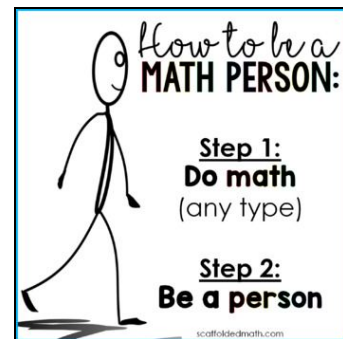 How to be a
MATH PERSON:
Step 1:
Do math
(any type)
Step 2:
Be a person
scaffoldedmath.com